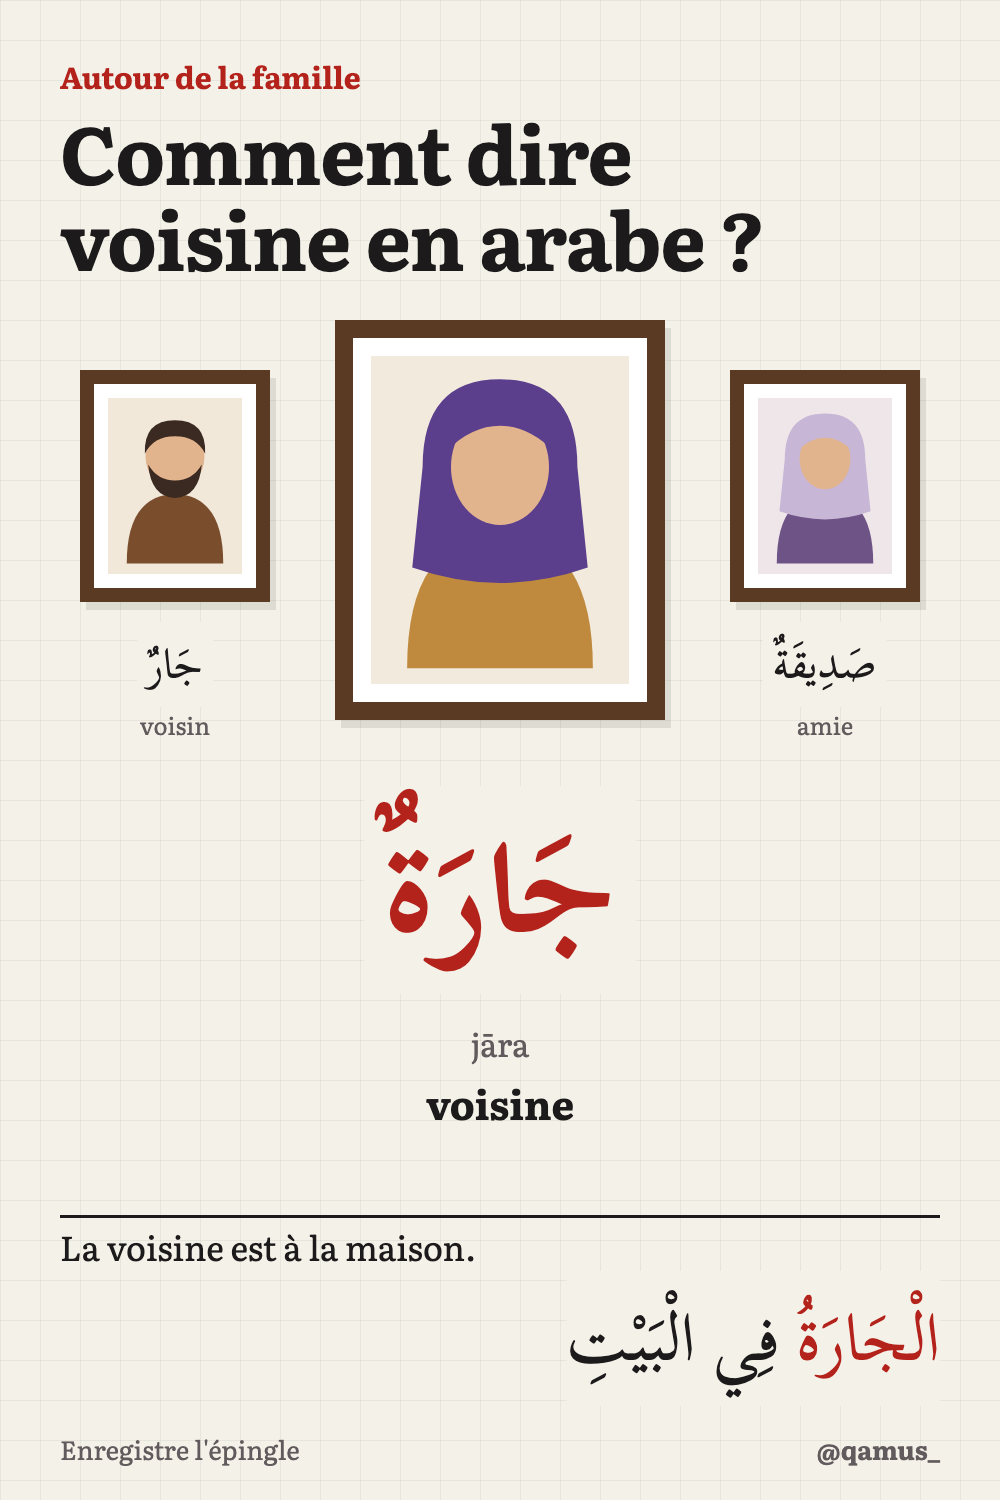 Autour de la famille
Comment dire
voisine en arabe ?
جَارٌ
voisin
صَدِيقَةٌ
amie
جَارَةٌ
jāra
voisine
La voisine est à la maison.
الْجَارَةُ فِي الْبَيْتِ
Enregistre l'épingle
@qamus_